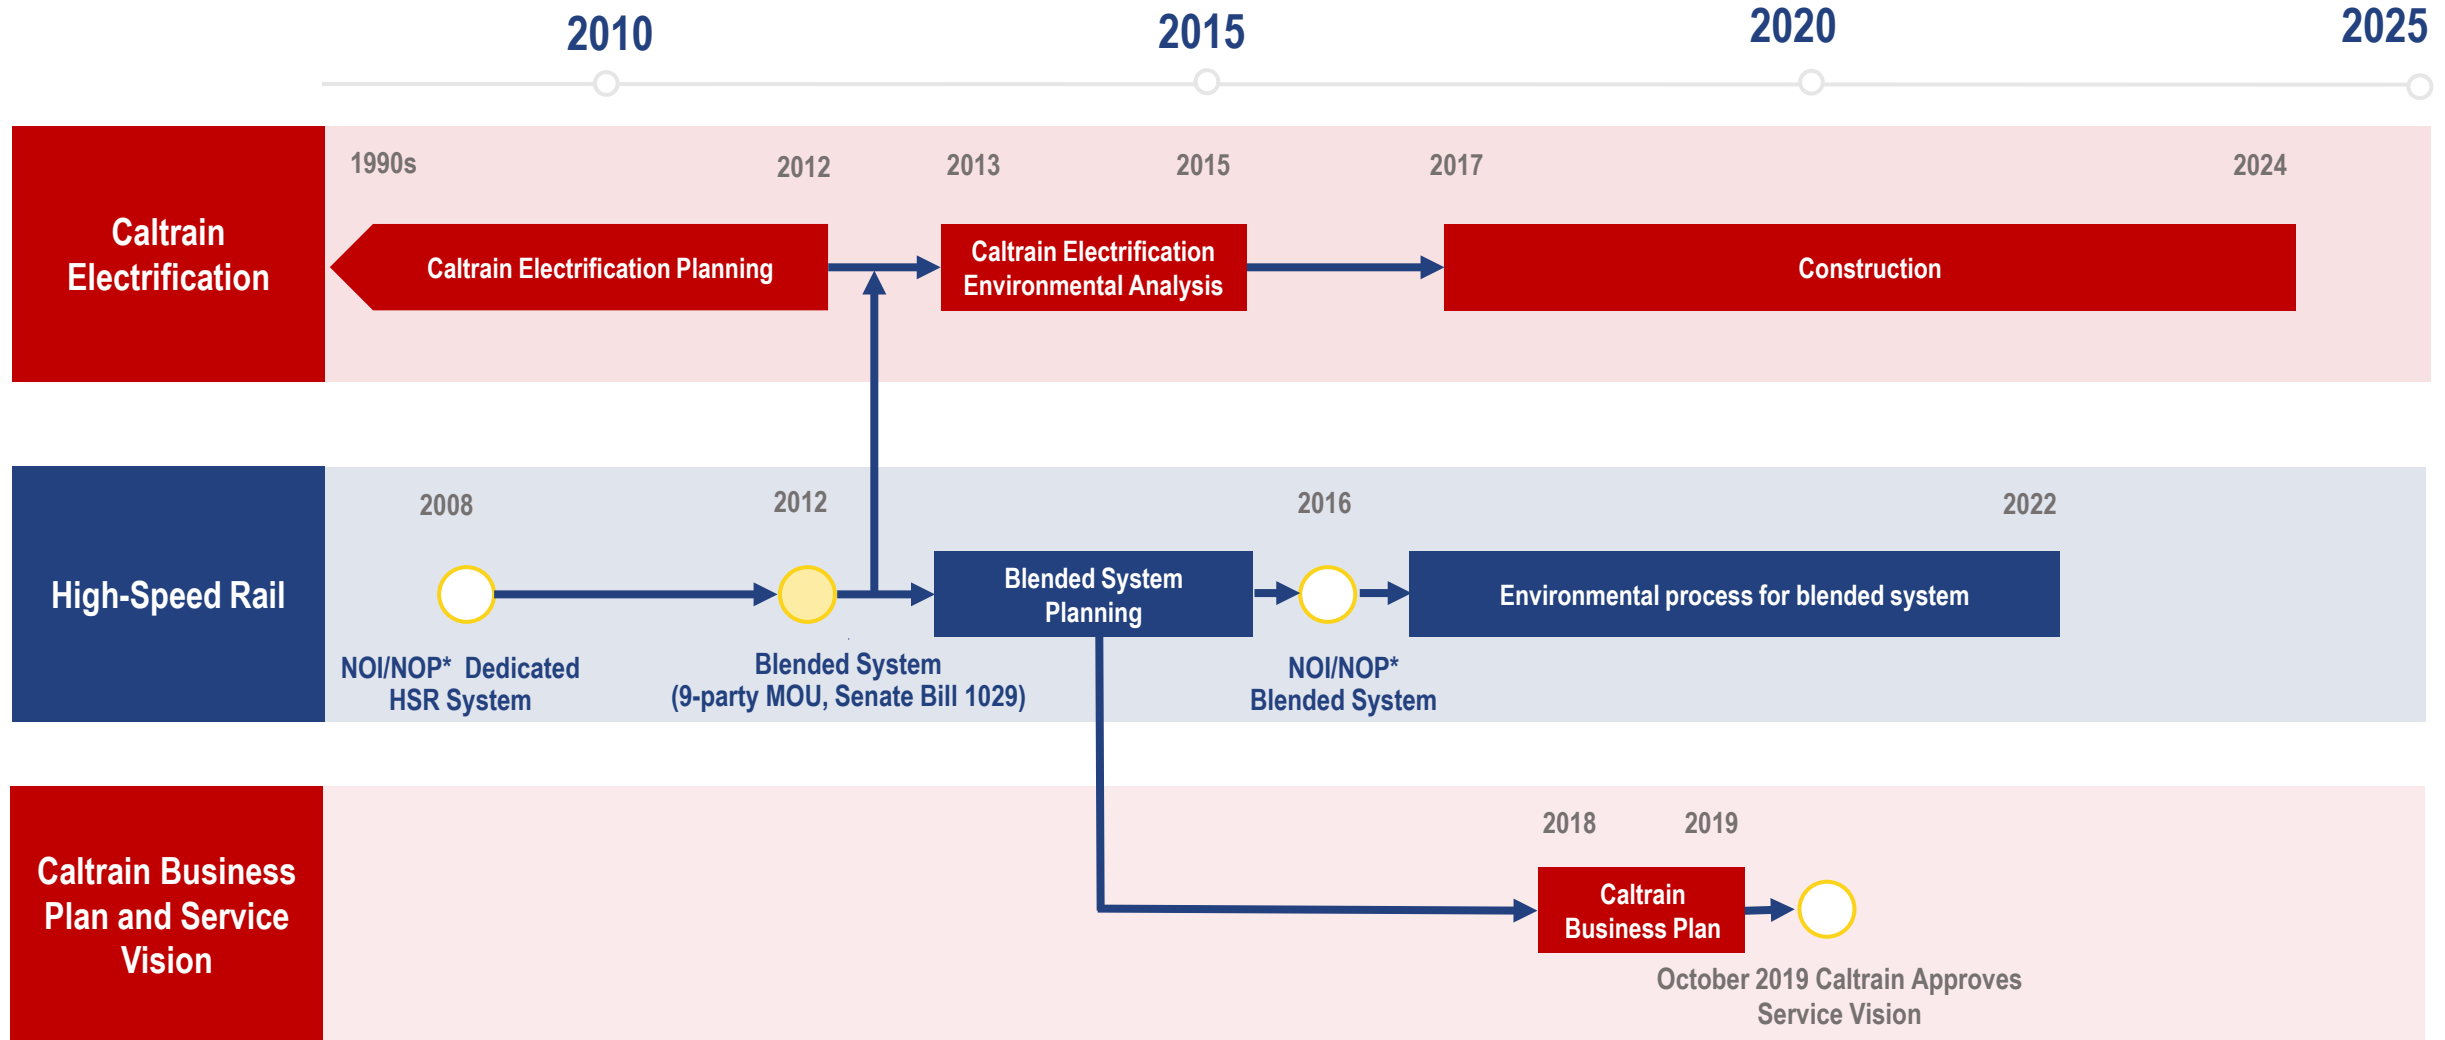 2010
2015
2020
2025
Caltrain
Electrification
1990s
2012
2013
2015
2017
2024
Caltrain Electrification Planning
Caltrain Electrification
Environmental Analysis
Construction
High-Speed Rail
2008
2012
2016
2022
Blended System
Planning
Environmental process for blended system
NOI/NOP*  Dedicated
HSR System
Blended System
(9-party MOU, Senate Bill 1029)
NOI/NOP*
Blended System
Caltrain Business
Plan and Service
Vision
2018
2019
Caltrain
Business Plan
October 2019 Caltrain Approves
Service Vision